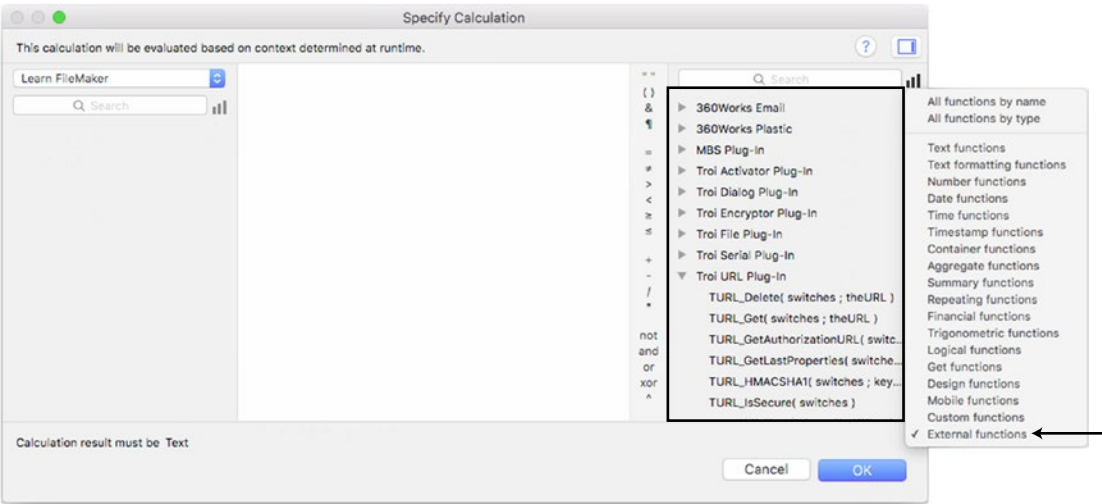 Specify Calculation
This calculation will be evaluated based on context determined at runtime.
?
Learn FileMaker
Search
Search
" "
( )
&
¶
=
≠
>
<
≥
≤
+
-
/
*
not
and
or
xor
^
360Works Email
360Works Plastic
MBS Plug-In
Troi Activator Plug-In
Troi Dialog Plug-In
Troi Encryptor Plug-In
Troi File Plug-In
Troi Serial Plug-In
Troi URL Plug-In
TURL_Delete( switches ; theURL )
TURL_Get( switches ; theURL )
TURL_GetAuthorizationURL( switc...
TURL_GetLastProperties( switche...
TURL_HMACSHA1( switches ; key...
TURL_IsSecure( switches )
All functions by name
All functions by type
Text functions
Text formatting functions
Number functions
Date functions
Time functions
Timestamp functions
Container functions
Aggregate functions
Summary functions
Repeating functions
Financial functions
Trigonometric functions
Logical functions
Get functions
Design functions
Mobile functions
Custom functions
✓ External functions
Calculation result must be Text
Cancel
OK